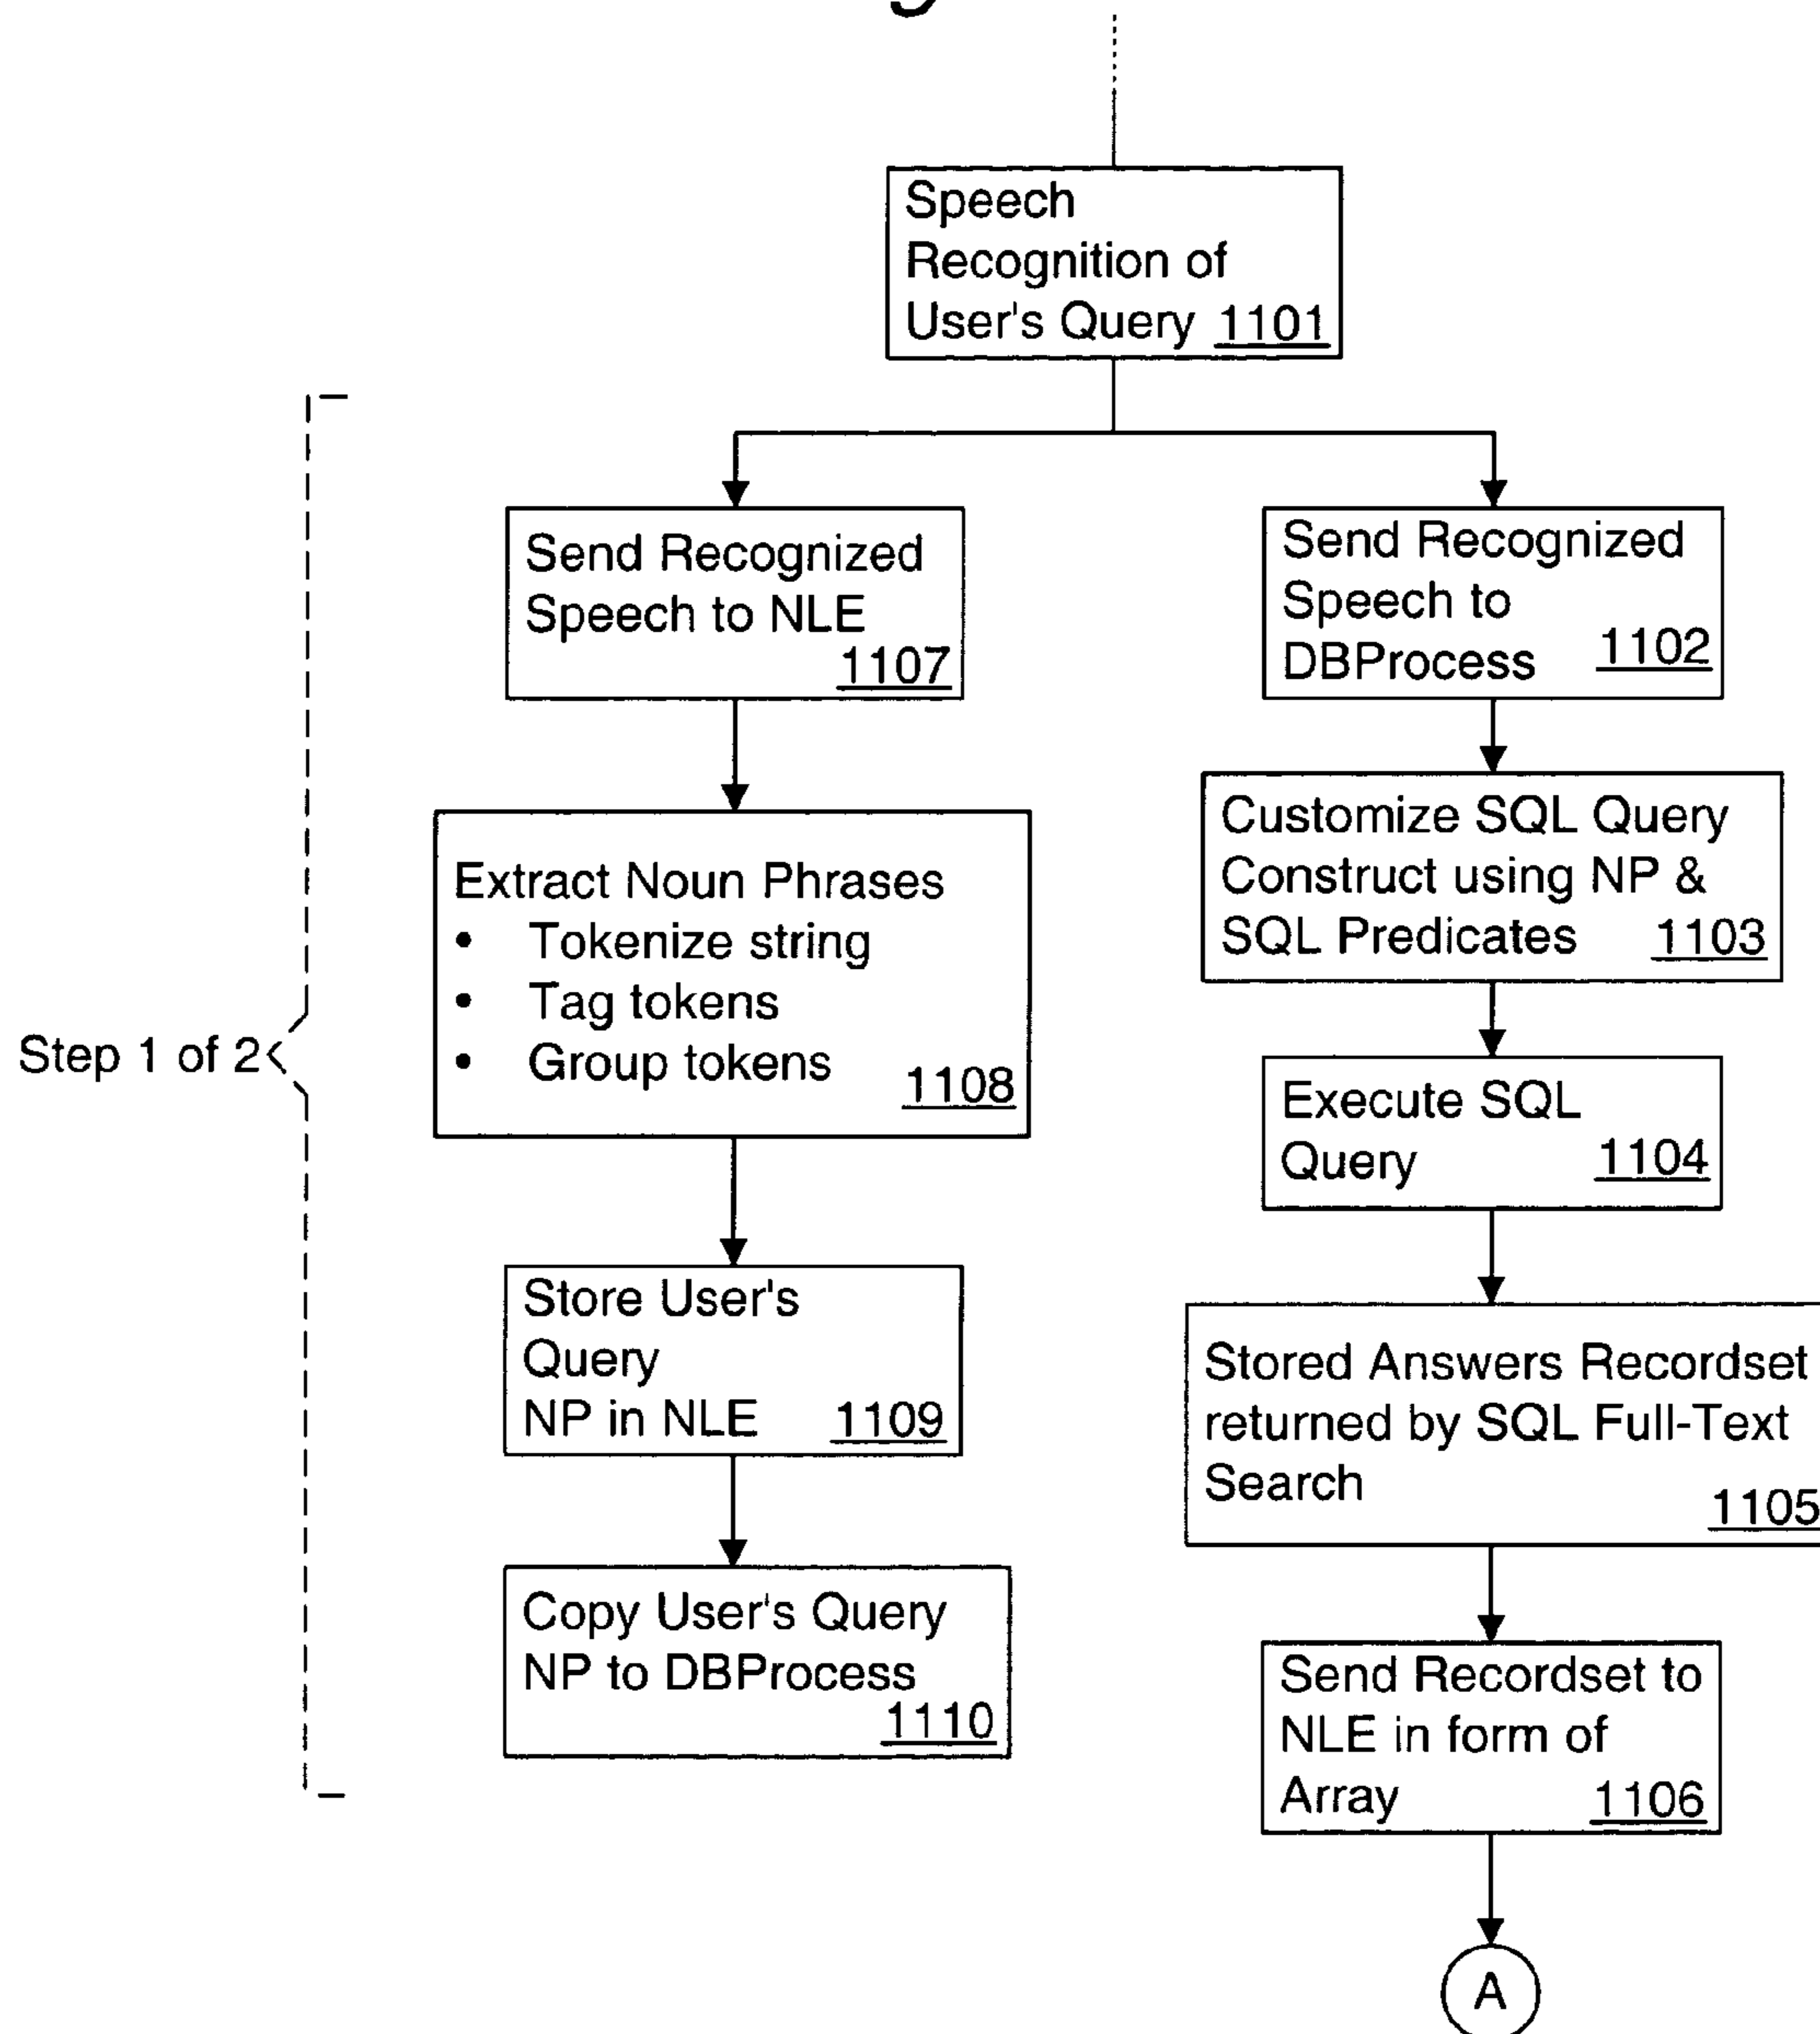 Speech
Recognition of
User's Query 1101
Send Recognized
Speech to NLE
1107
Send Recognized
Speech to
DBProcess 1102
Extract Noun Phrases
• Tokenize string
• Tag tokens
• Group tokens
1108
Customize SQL Query
Construct using NP &
SQL Predicates 1103
Step 1 of 2
Execute SQL
Query 1104
Store User's
Query
NP in NLE 1109
Stored Answers Recordset
returned by SQL Full-Text
Search
1105
Copy User's Query
NP to DBProcess
1110
Send Recordset to
NLE in form of
Array 1106
A